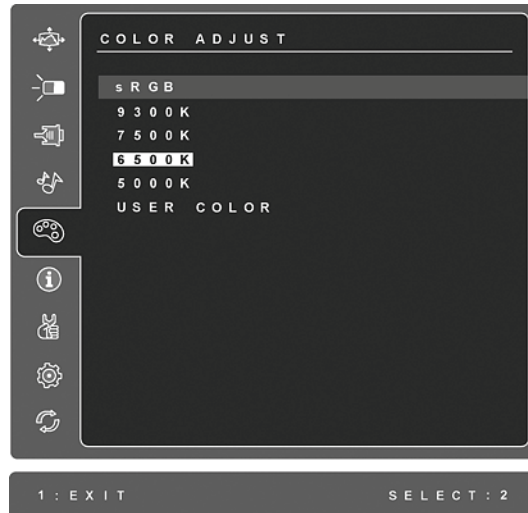 COLOR ADJUST
sRGB
9300K
7500K
6500K
5000K
USER COLOR
1:EXIT SELECT:2